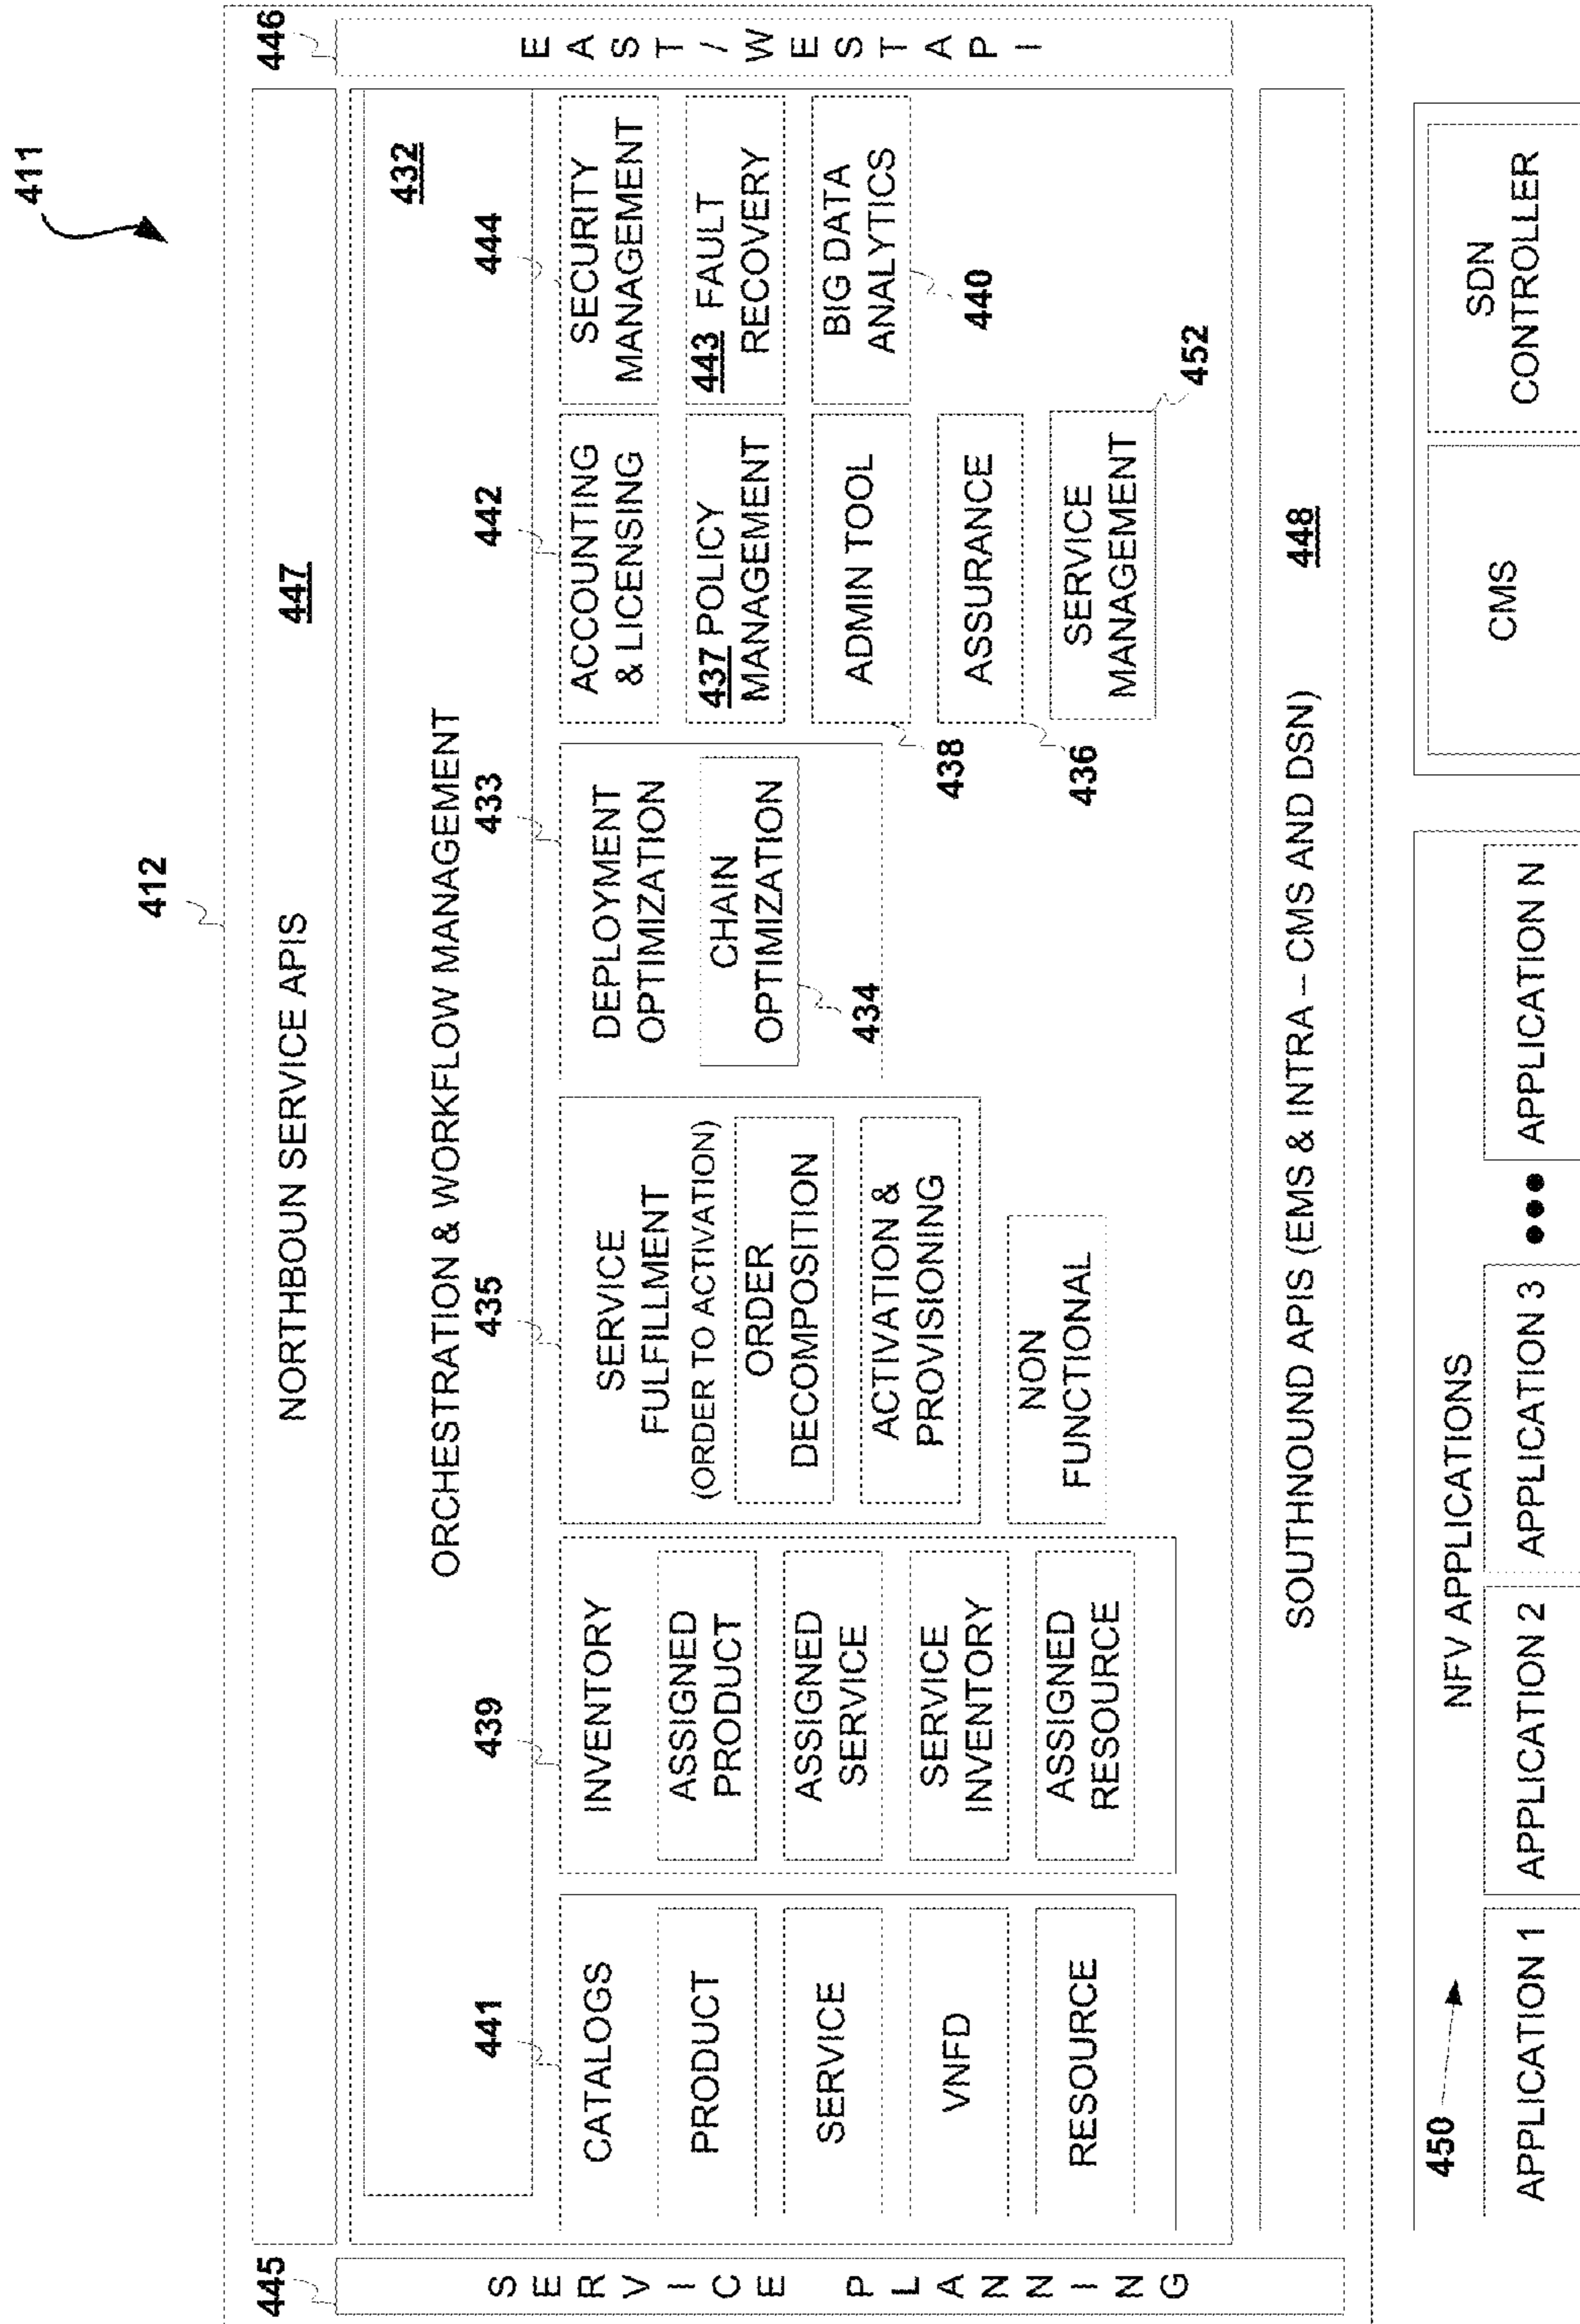 411
412
446
NORTHBOUN SERVICE APIS
447
445
SERVICE PLANNING
EAST/WESTAPI
ORCHESTRATION & WORKFLOW MANAGEMENT
432
441
CATALOGS
PRODUCT
SERVICE
VNFD
RESOURCE
439
INVENTORY
ASSIGNED
PRODUCT
ASSIGNED
SERVICE
SERVICE
INVENTORY
ASSIGNED
RESOURCE
435
SERVICE
FULFILLMENT
(ORDER TO ACTIVATION)
ORDER
DECOMPOSITION
ACTIVATION &
PROVISIONING
NON
FUNCTIONAL
433
DEPLOYMENT
OPTIMIZATION
CHAIN
OPTIMIZATION
434
442
ACCOUNTING
& LICENSING
437 POLICY
MANAGEMENT
ADMIN TOOL
438
ASSURANCE
436
SERVICE
MANAGEMENT
452
444
SECURITY
MANAGEMENT
443 FAULT
RECOVERY
BIG DATA
ANALYTICS
440
SOUTHNOUND APIS (EMS & INTRA – CMS AND DSN)
448
450
NFV APPLICATIONS
APPLICATION 1
APPLICATION 2
APPLICATION 3
●●●
APPLICATION N
CMS
SDN
CONTROLLER